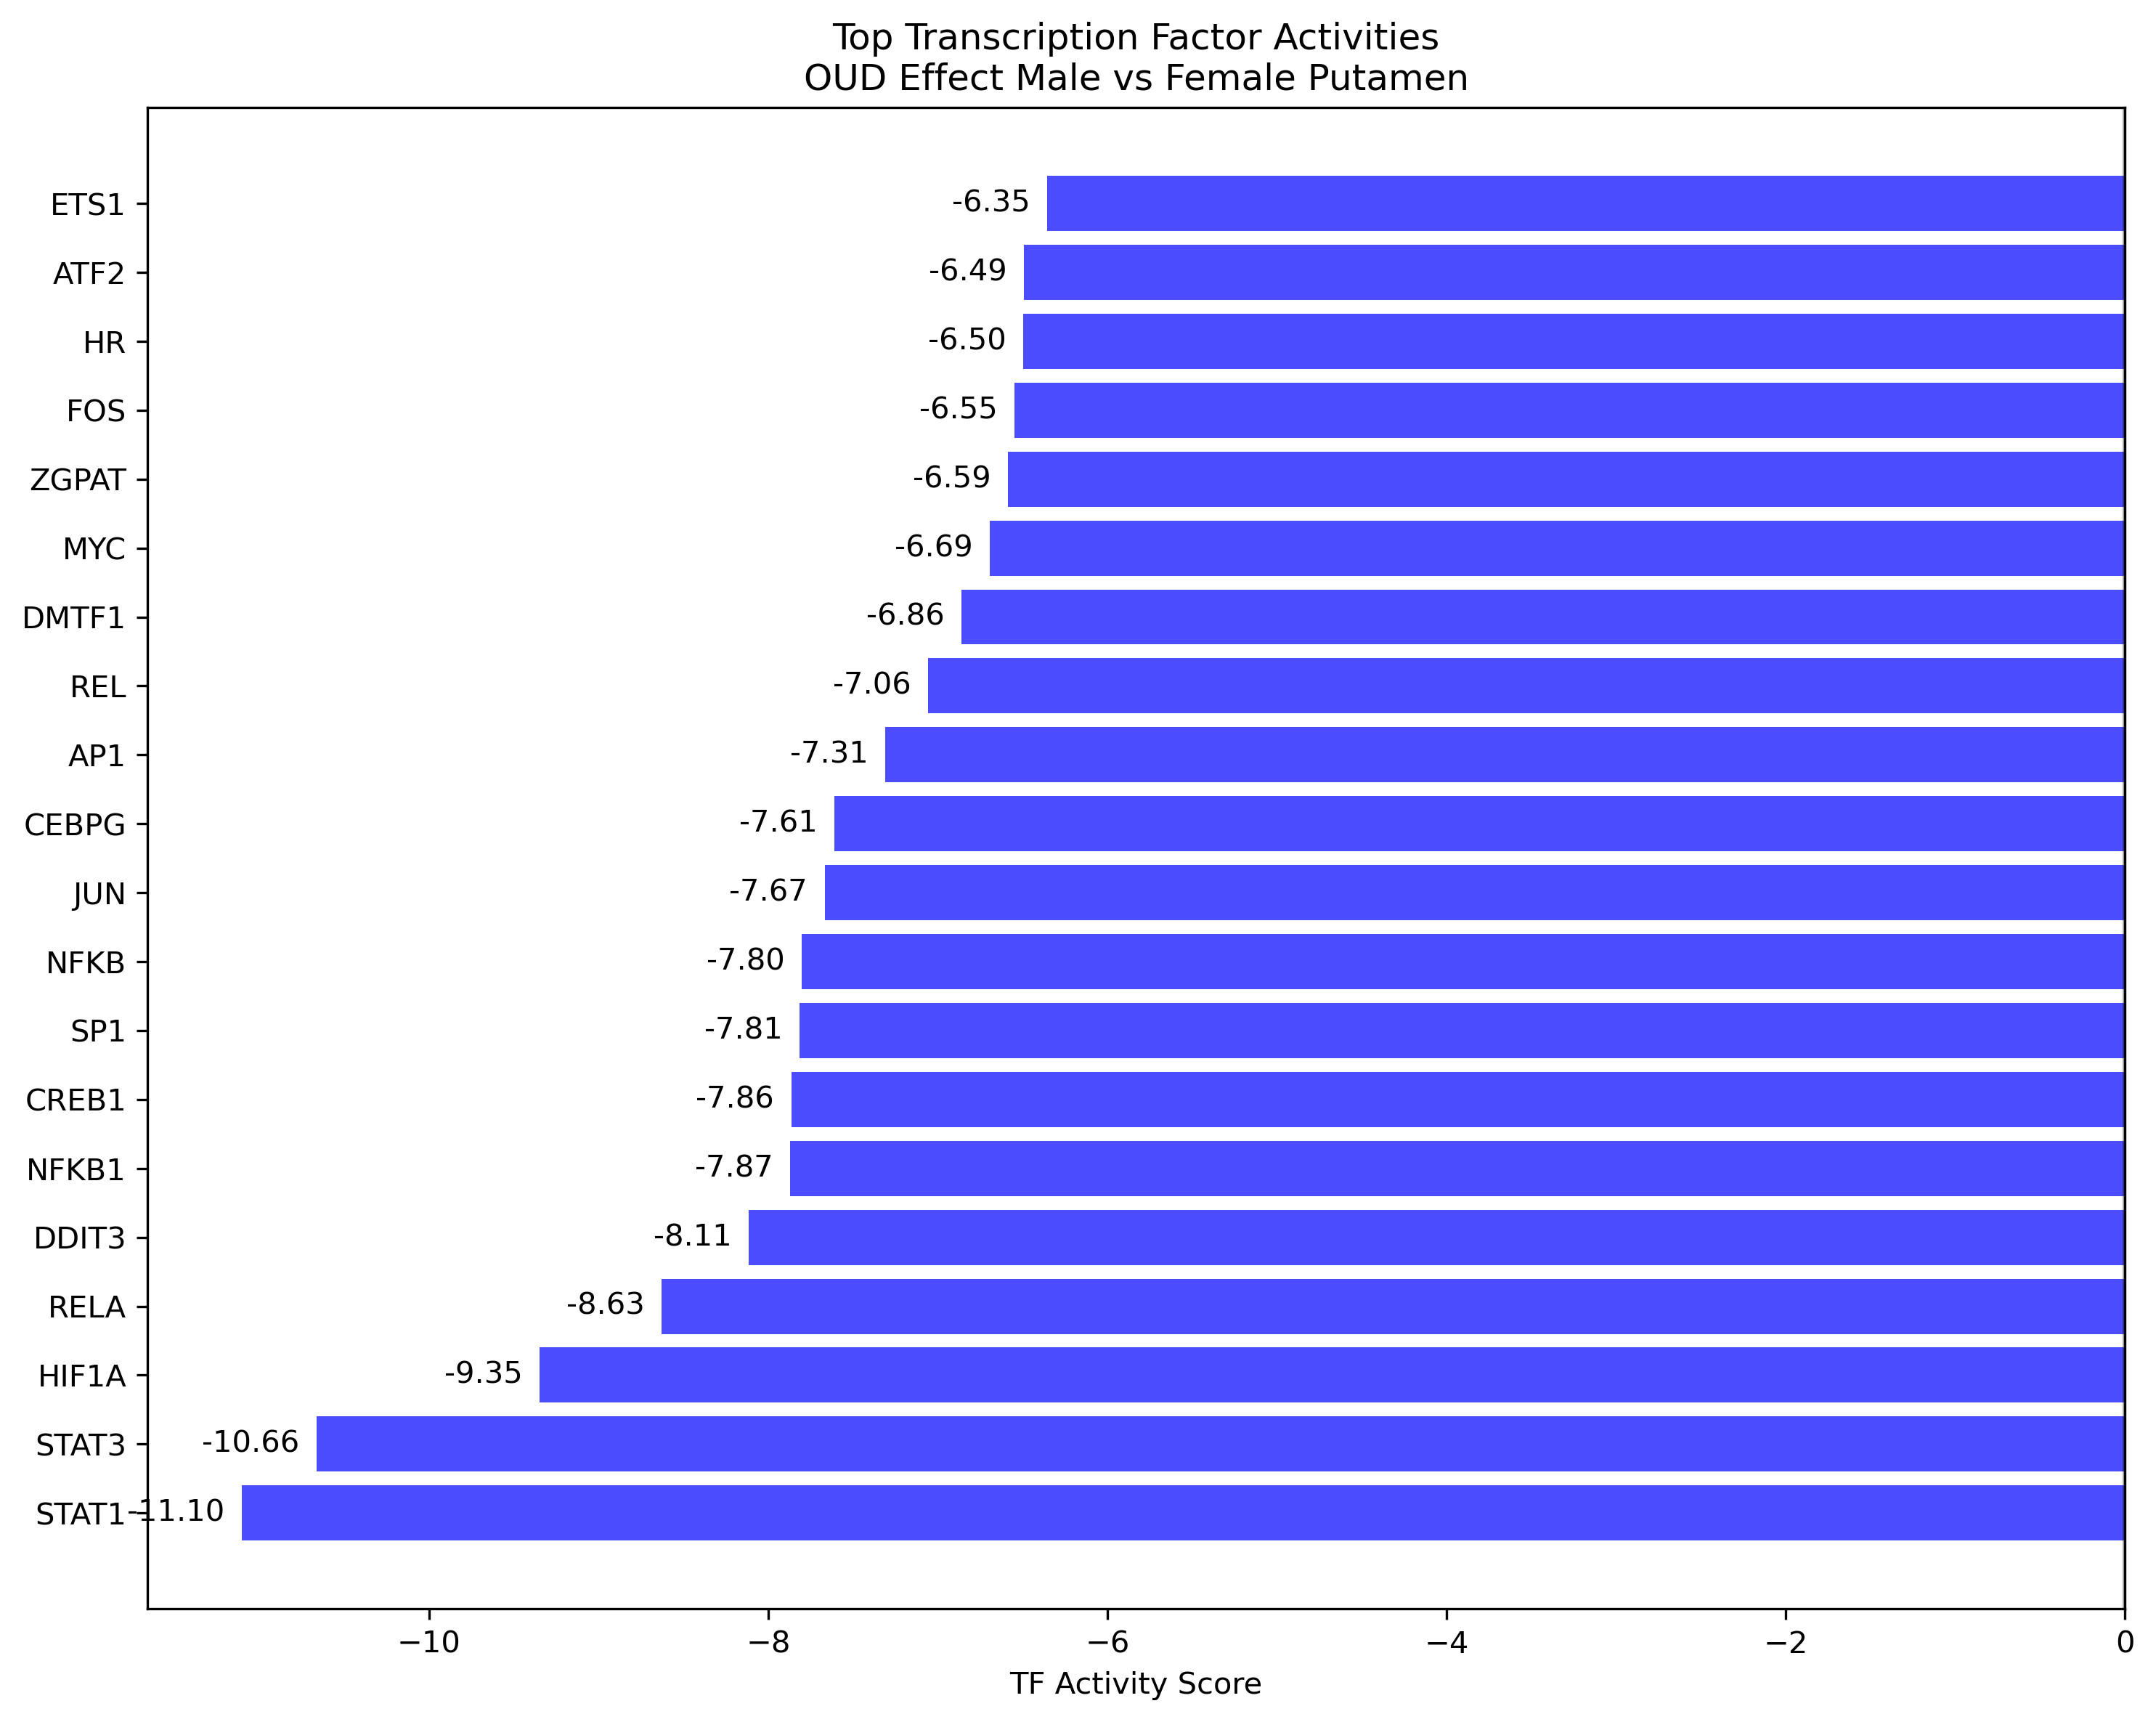 Top Transcription Factor Activities
OUD Effect Male vs Female Putamen
ETS1 -6.35
ATF2 -6.49
HR -6.50
FOS -6.55
ZGPAT -6.59
MYC -6.69
DMTF1 -6.86
REL -7.06
AP1 -7.31
CEBPG -7.61
JUN -7.67
NFKB -7.80
SP1 -7.81
CREB1 -7.86
NFKB1 -7.87
DDIT3 -8.11
RELA -8.63
HIF1A -9.35
STAT3 -10.66
STAT1 -11.10
−10 −8 −6 −4 −2 0
TF Activity Score